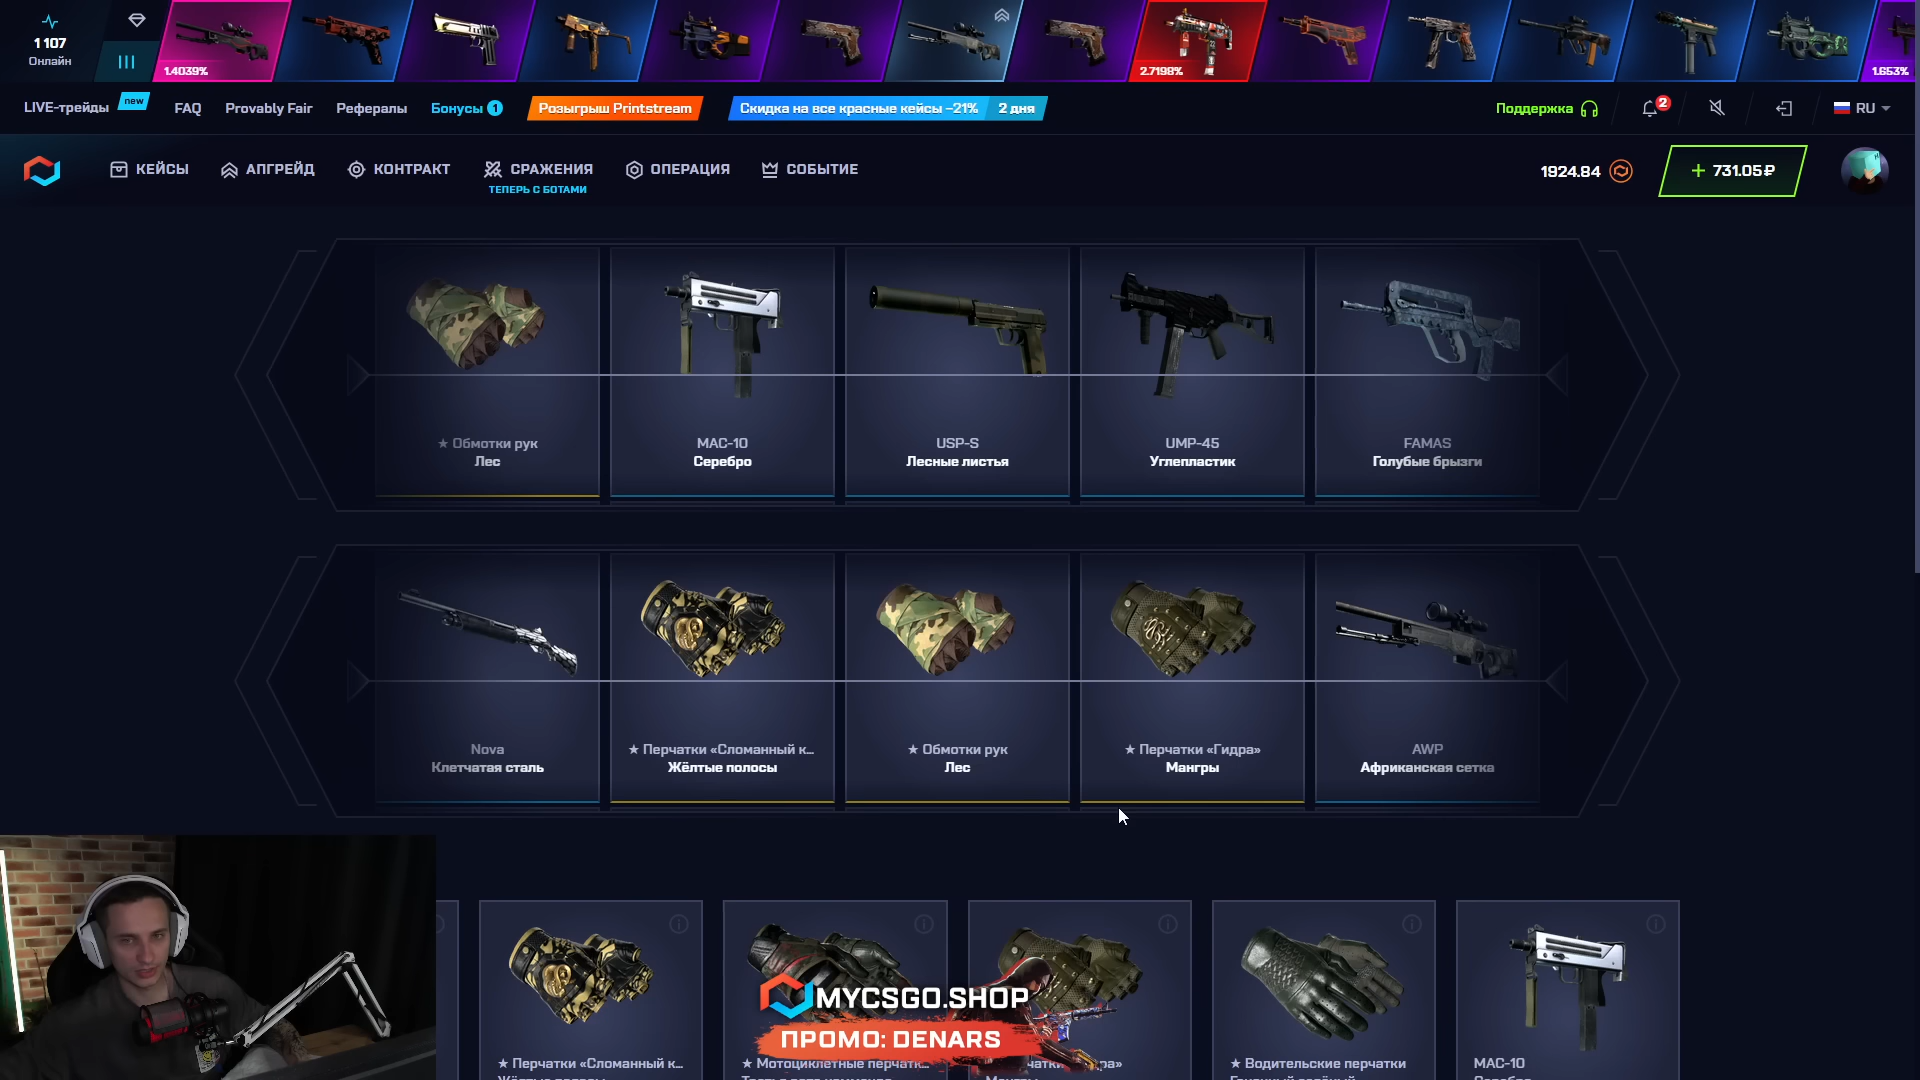 1 107
Онлайн
1.4039%
2.7198%
1.653%
LIVE-трейды
new
FAQ
Provably Fair
Рефералы
Бонусы 1
Розыгрыш Printstream
Скидка на все красные кейсы −21%
2 дня
Поддержка
2
RU
КЕЙСЫ
АПГРЕЙД
КОНТРАКТ
СРАЖЕНИЯ
ТЕПЕРЬ С БОТАМИ
ОПЕРАЦИЯ
СОБЫТИЕ
1924.84
+ 731.05₽
★ Обмотки рук
Лес
MAC-10
Серебро
USP-S
Лесные листья
UMP-45
Углепластик
FAMAS
Голубые брызги
Nova
Клетчатая сталь
★ Перчатки «Сломанный к...
Жёлтые полосы
★ Обмотки рук
Лес
★ Перчатки «Гидра»
Мангры
AWP
Африканская сетка
MYCSGO.SHOP
ПРОМО: DENARS
★ Перчатки «Сломанный к...
★ Мотоциклетные перчатк...
★ Водительские перчатки
MAC-10